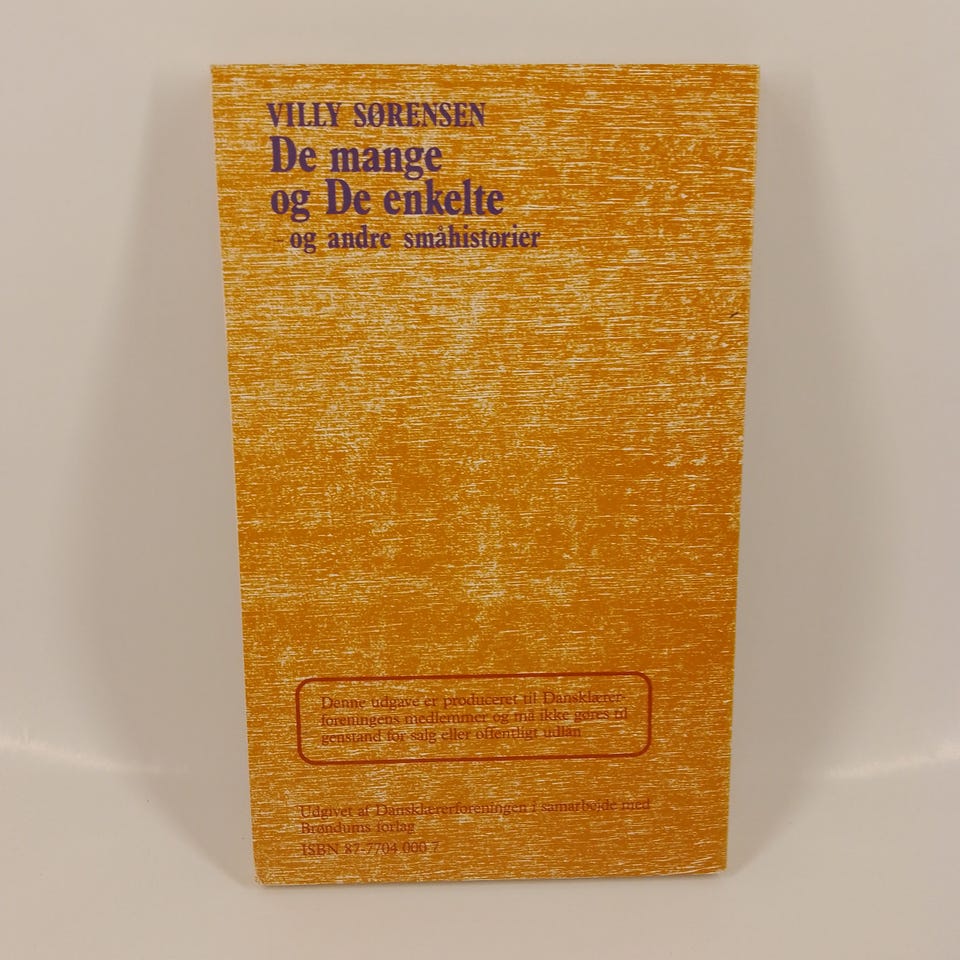 VILLY SØRENSEN
De mange
og De enkelte
- og andre småhistorier
Denne udgave er produceret til Dansklærer-
foreningens medlemmer og må ikke gøres til
genstand for salg eller offentligt udlån
Udgivet af Dansklærerforeningen i samarbejde med
Brøndums forlag
ISBN 87-7704 000 7